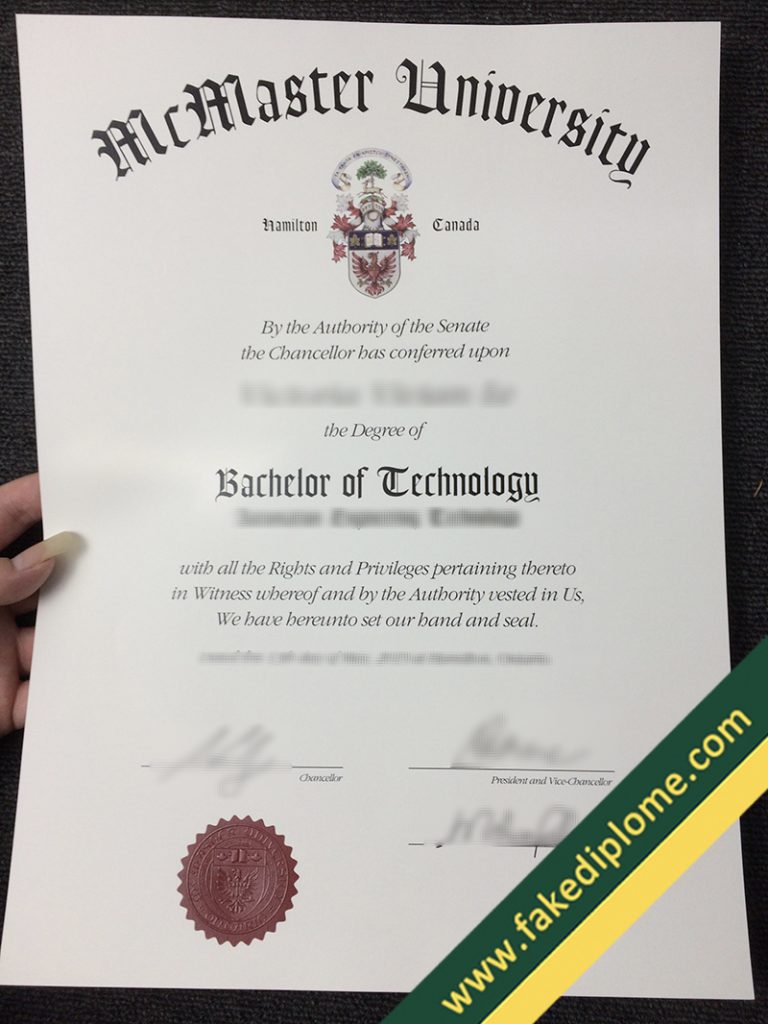 McMaster University
Hamilton Canada
By the Authority of the Senate
the Chancellor has conferred upon
the Degree of
Bachelor of Technology
with all the Rights and Privileges pertaining thereto
in Witness whereof and by the Authority vested in Us,
We have hereunto set our hand and seal.
Chancellor
President and Vice-Chancellor
www.fakediplome.com